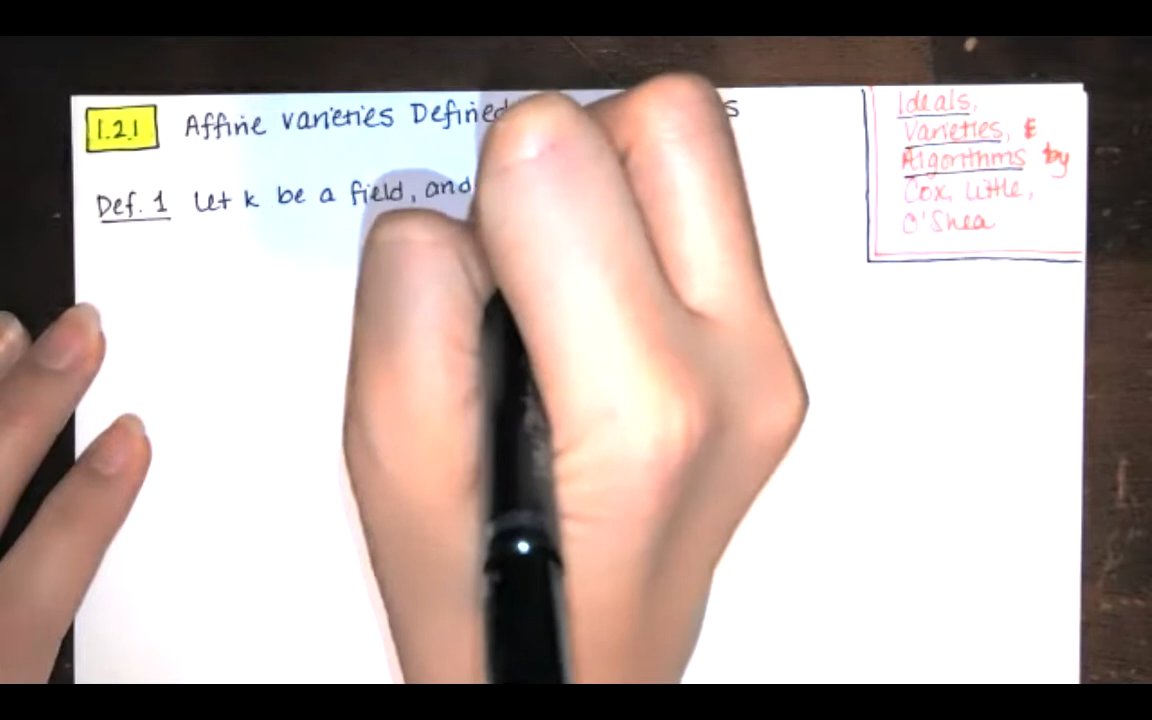 1.2.1 Affine varieties Defined
Def. 1 Let k be a field, and
Ideals,
Varieties, &
Algorithms by
Cox, Little,
O'Shea